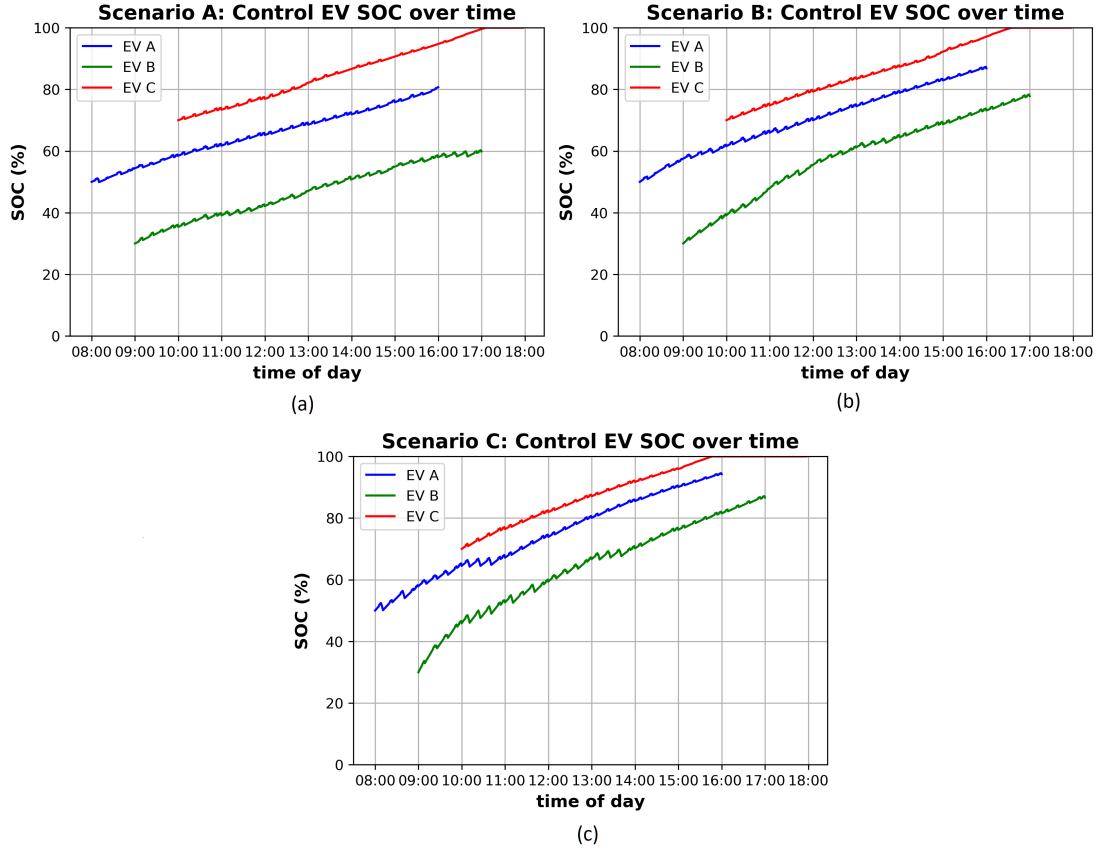 Scenario A: Control EV SOC over time
SOC (%)
100
80
60
40
20
0
EV A
EV B
EV C
08:00 09:00 10:00 11:00 12:00 13:00 14:00 15:00 16:00 17:00 18:00
time of day
(a)
Scenario B: Control EV SOC over time
SOC (%)
100
80
60
40
20
0
EV A
EV B
EV C
08:00 09:00 10:00 11:00 12:00 13:00 14:00 15:00 16:00 17:00 18:00
time of day
(b)
Scenario C: Control EV SOC over time
SOC (%)
100
80
60
40
20
0
EV A
EV B
EV C
08:00 09:00 10:00 11:00 12:00 13:00 14:00 15:00 16:00 17:00 18:00
time of day
(c)